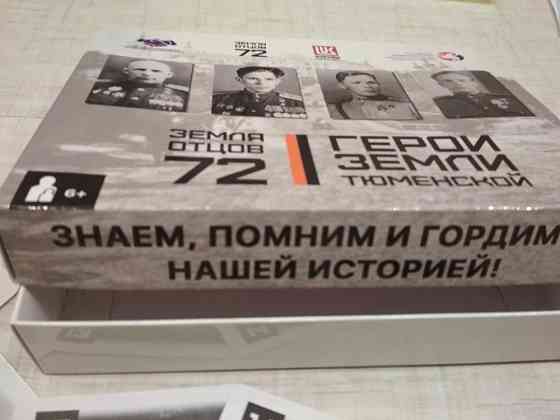 ЗЕМЛЯ
ОТЦОВ
72
ЗЕМЛЯ
ОТЦОВ
72
ГЕРОИ
ЗЕМЛИ
ТЮМЕНСКОЙ
6+
ЗНАЕМ, ПОМНИМ И ГОРДИМ
НАШЕЙ ИСТОРИЕЙ!